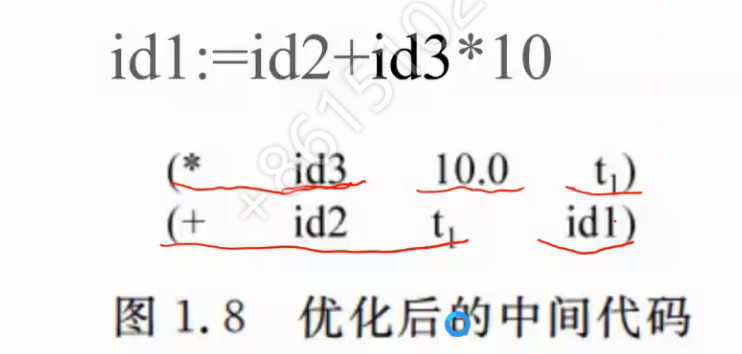 id1:=id2+id3*10
(* id3 10.0 t₁)
(+ id2 t₁ id1)
图 1.8 优化后的中间代码